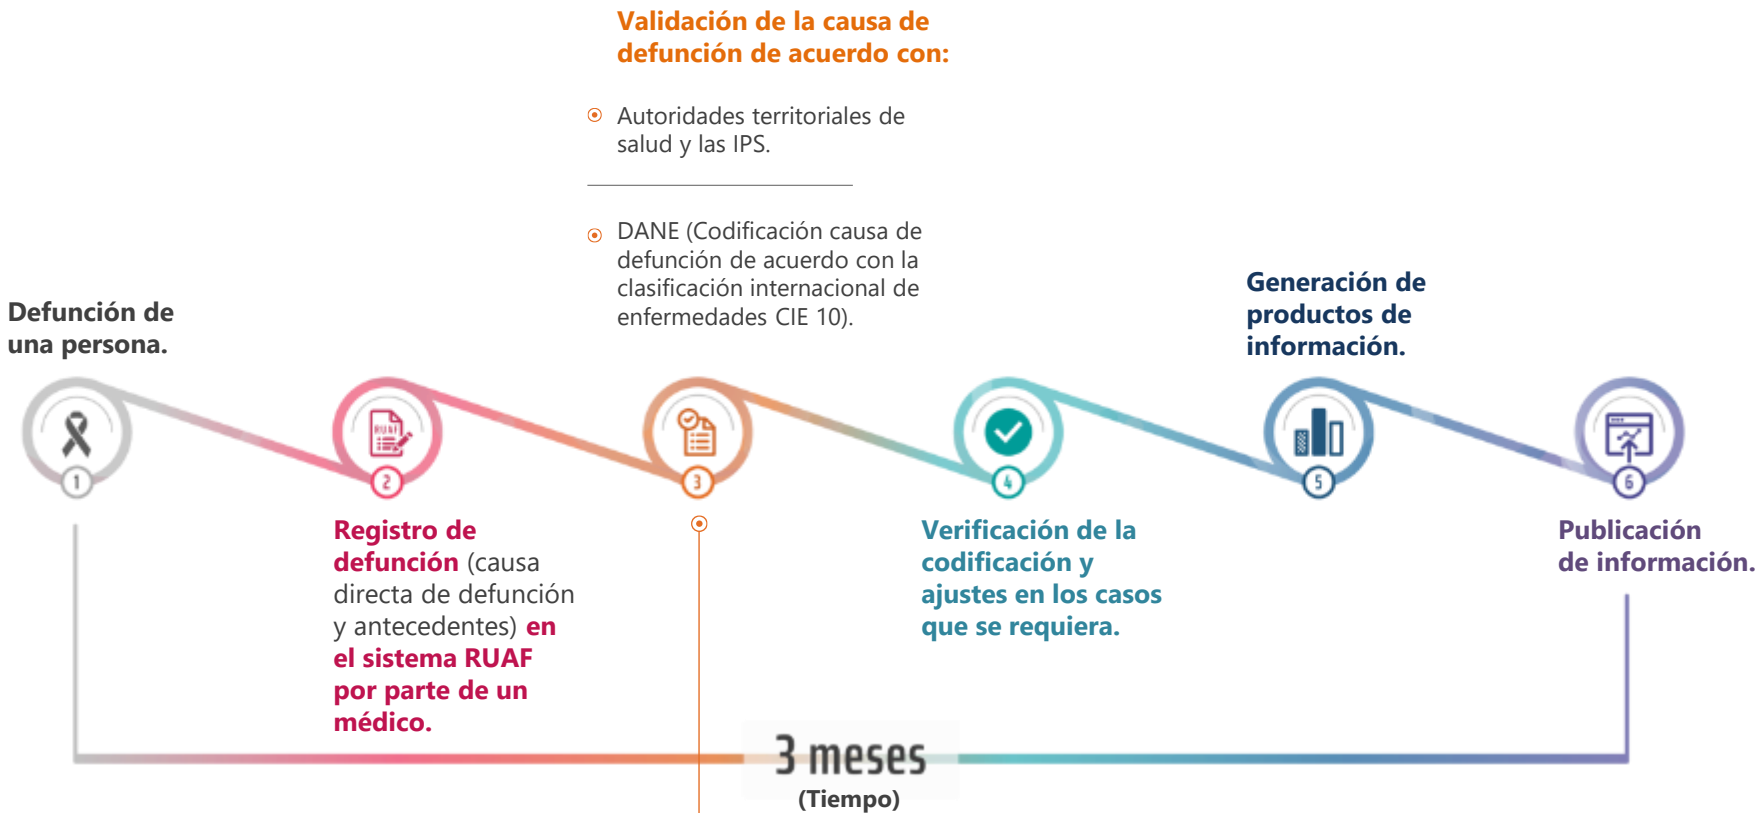 Validación de la causa de
defunción de acuerdo con:
Autoridades territoriales de
salud y las IPS.
DANE (Codificación causa de
defunción de acuerdo con la
clasificación internacional de
enfermedades CIE 10).
Defunción de
una persona.
Generación de
productos de
información.
RUAF
1
2
3
4
5
6
Registro de
defunción (causa
directa de defunción
y antecedentes) en
el sistema RUAF
por parte de un
médico.
Verificación de la
codificación y
ajustes en los casos
que se requiera.
Publicación
de información.
3 meses
(Tiempo)